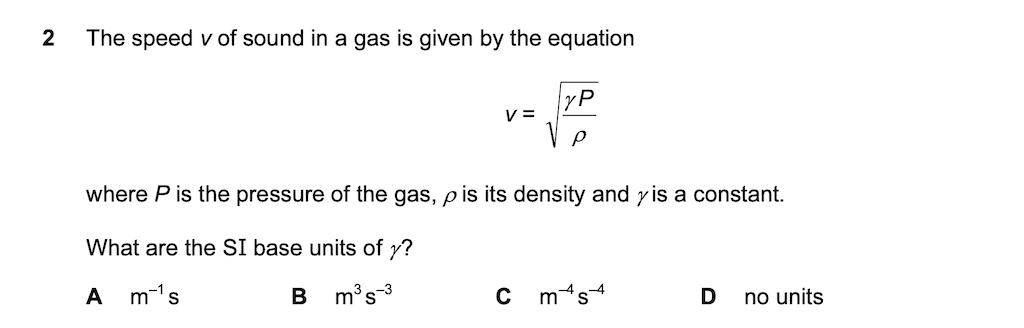 2 The speed v of sound in a gas is given by the equation
v = √(γP/ρ)
where P is the pressure of the gas, ρ is its density and γ is a constant.
What are the SI base units of γ?
A m⁻¹ s B m³ s⁻³ C m⁻⁴ s⁻⁴ D no units